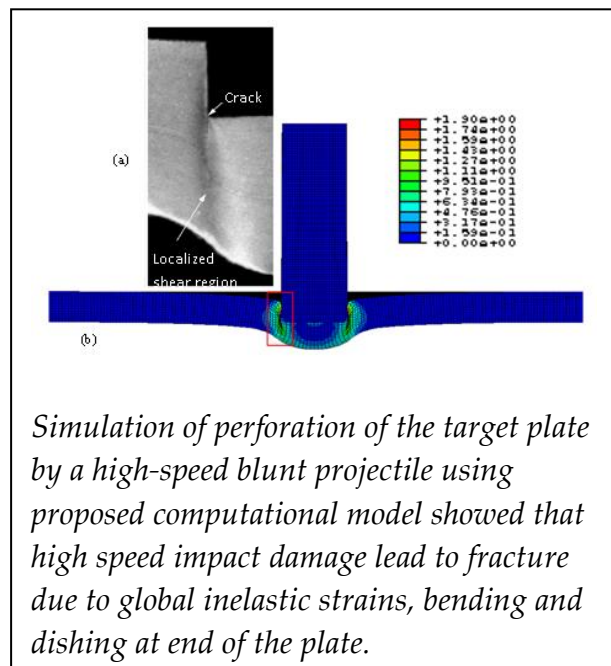 Crack
(a)
Localized
shear region
+1.90e+00
+1.74e+00
+1.59e+00
+1.43e+00
+1.27e+00
+1.11e+00
+9.51e-01
+7.93e-01
+6.34e-01
+4.76e-01
+3.17e-01
+1.59e-01
+0.00e+00
(b)
Simulation of perforation of the target plate
by a high-speed blunt projectile using
proposed computational model showed that
high speed impact damage lead to fracture
due to global inelastic strains, bending and
dishing at end of the plate.